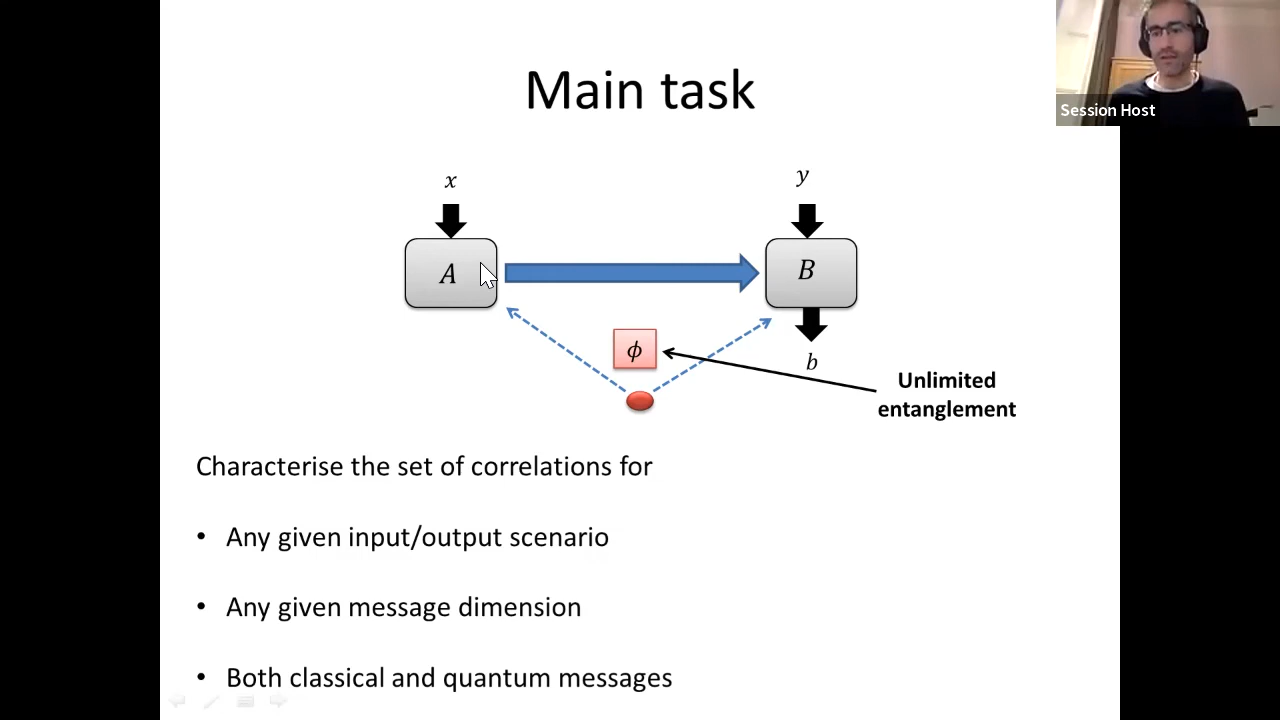 Main task
Session Host
x
y
A
B
ϕ
b
Unlimited
entanglement
Characterise the set of correlations for
• Any given input/output scenario
• Any given message dimension
• Both classical and quantum messages